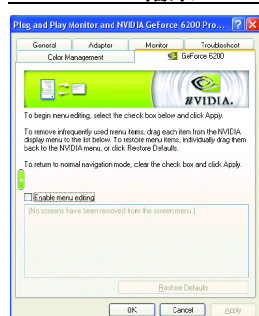 Plug and Play Monitor and NVIDIA GeForce 6200 Pro...
General
Adapter
Monitor
Troubleshoot
Color Management
GeForce 6200
NVIDIA.
To begin menu editing, select the check box below and click Apply.
To remove infrequently used menu items, drag each item from the NVIDIA
display menu to the list below. To restore menu items, individually drag them
back to the NVIDIA menu, or click Restore Defaults.
To return to normal navigation mode, clear the check box and click Apply.
Enable menu editing
(No screens have been removed from the screen menu.)
Restore Defaults
OK
Cancel
Apply